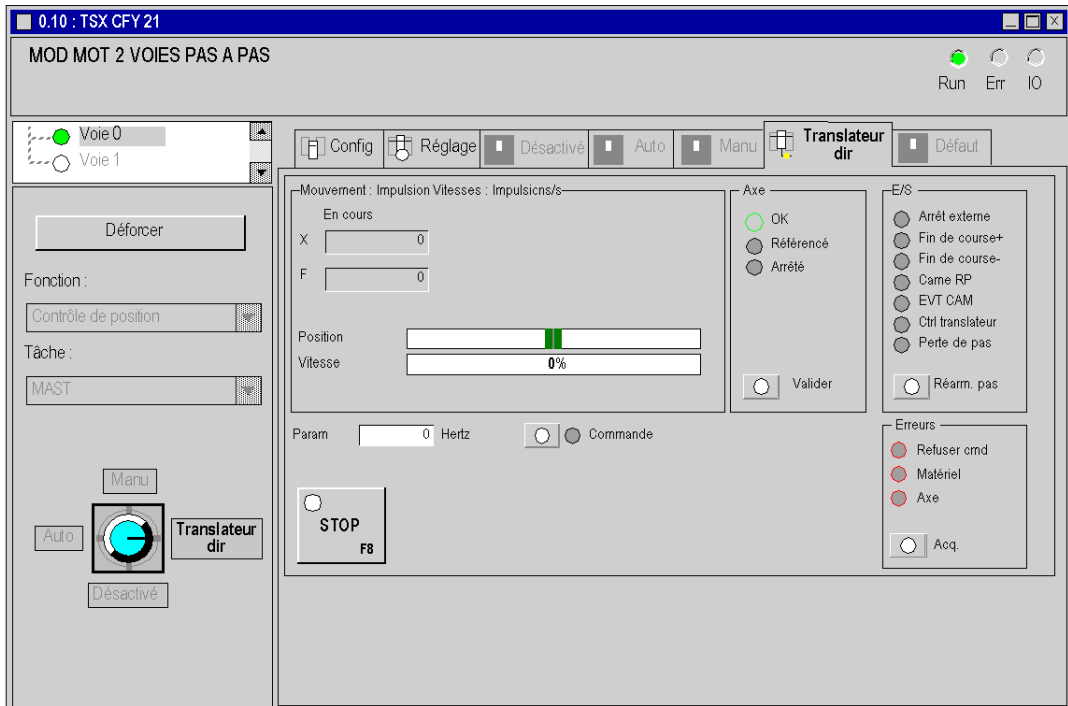 0.10 : TSX CFY 21
MOD MOT 2 VOIES PAS A PAS
Run Err IO
Voie 0
Voie 1
Config Réglage Désactivé Auto Manu Translateur dir Défaut
Déforcer
Fonction :
Contrôle de position
Tâche :
MAST
Manu
Auto
Translateur
dir
Désactivé
Mouvement : Impulsion Vitesses : Impulsicns/s
En cours
X 0
F 0
Position
Vitesse 0%
Param 0 Hertz Commande
STOP
F8
Axe
OK
Référencé
Arrêté
Valider
E/S
Arrêt externe
Fin de course+
Fin de course-
Came RP
EVT CAM
Ctrl translateur
Perte de pas
Réarm. pas
Erreurs
Refuser cmd
Matériel
Axe
Acq.